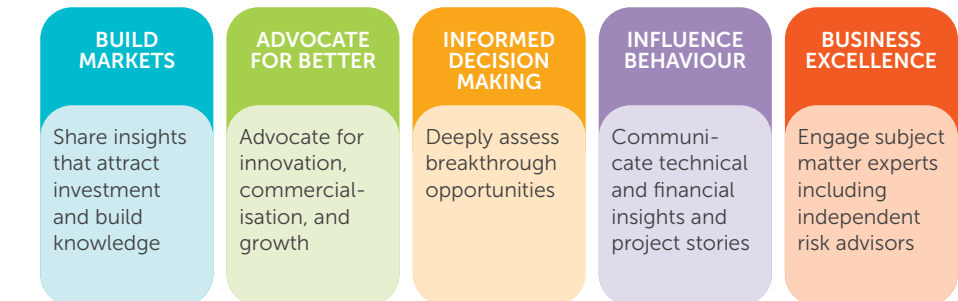 BUILD
MARKETS
Share insights
that attract
investment
and build
knowledge
ADVOCATE
FOR BETTER
Advocate for
innovation,
commercial-
isation, and
growth
INFORMED
DECISION
MAKING
Deeply assess
breakthrough
opportunities
INFLUENCE
BEHAVIOUR
Communi-
cate technical
and financial
insights and
project stories
BUSINESS
EXCELLENCE
Engage subject
matter experts
including
independent
risk advisors